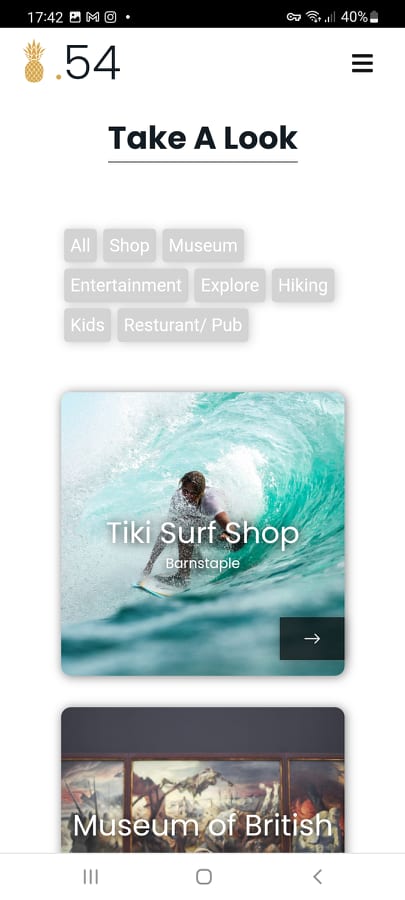 17:42 40%
.54
Take A Look
All Shop Museum
Entertainment Explore Hiking
Kids Resturant/ Pub
Tiki Surf Shop
Barnstaple
Museum of British